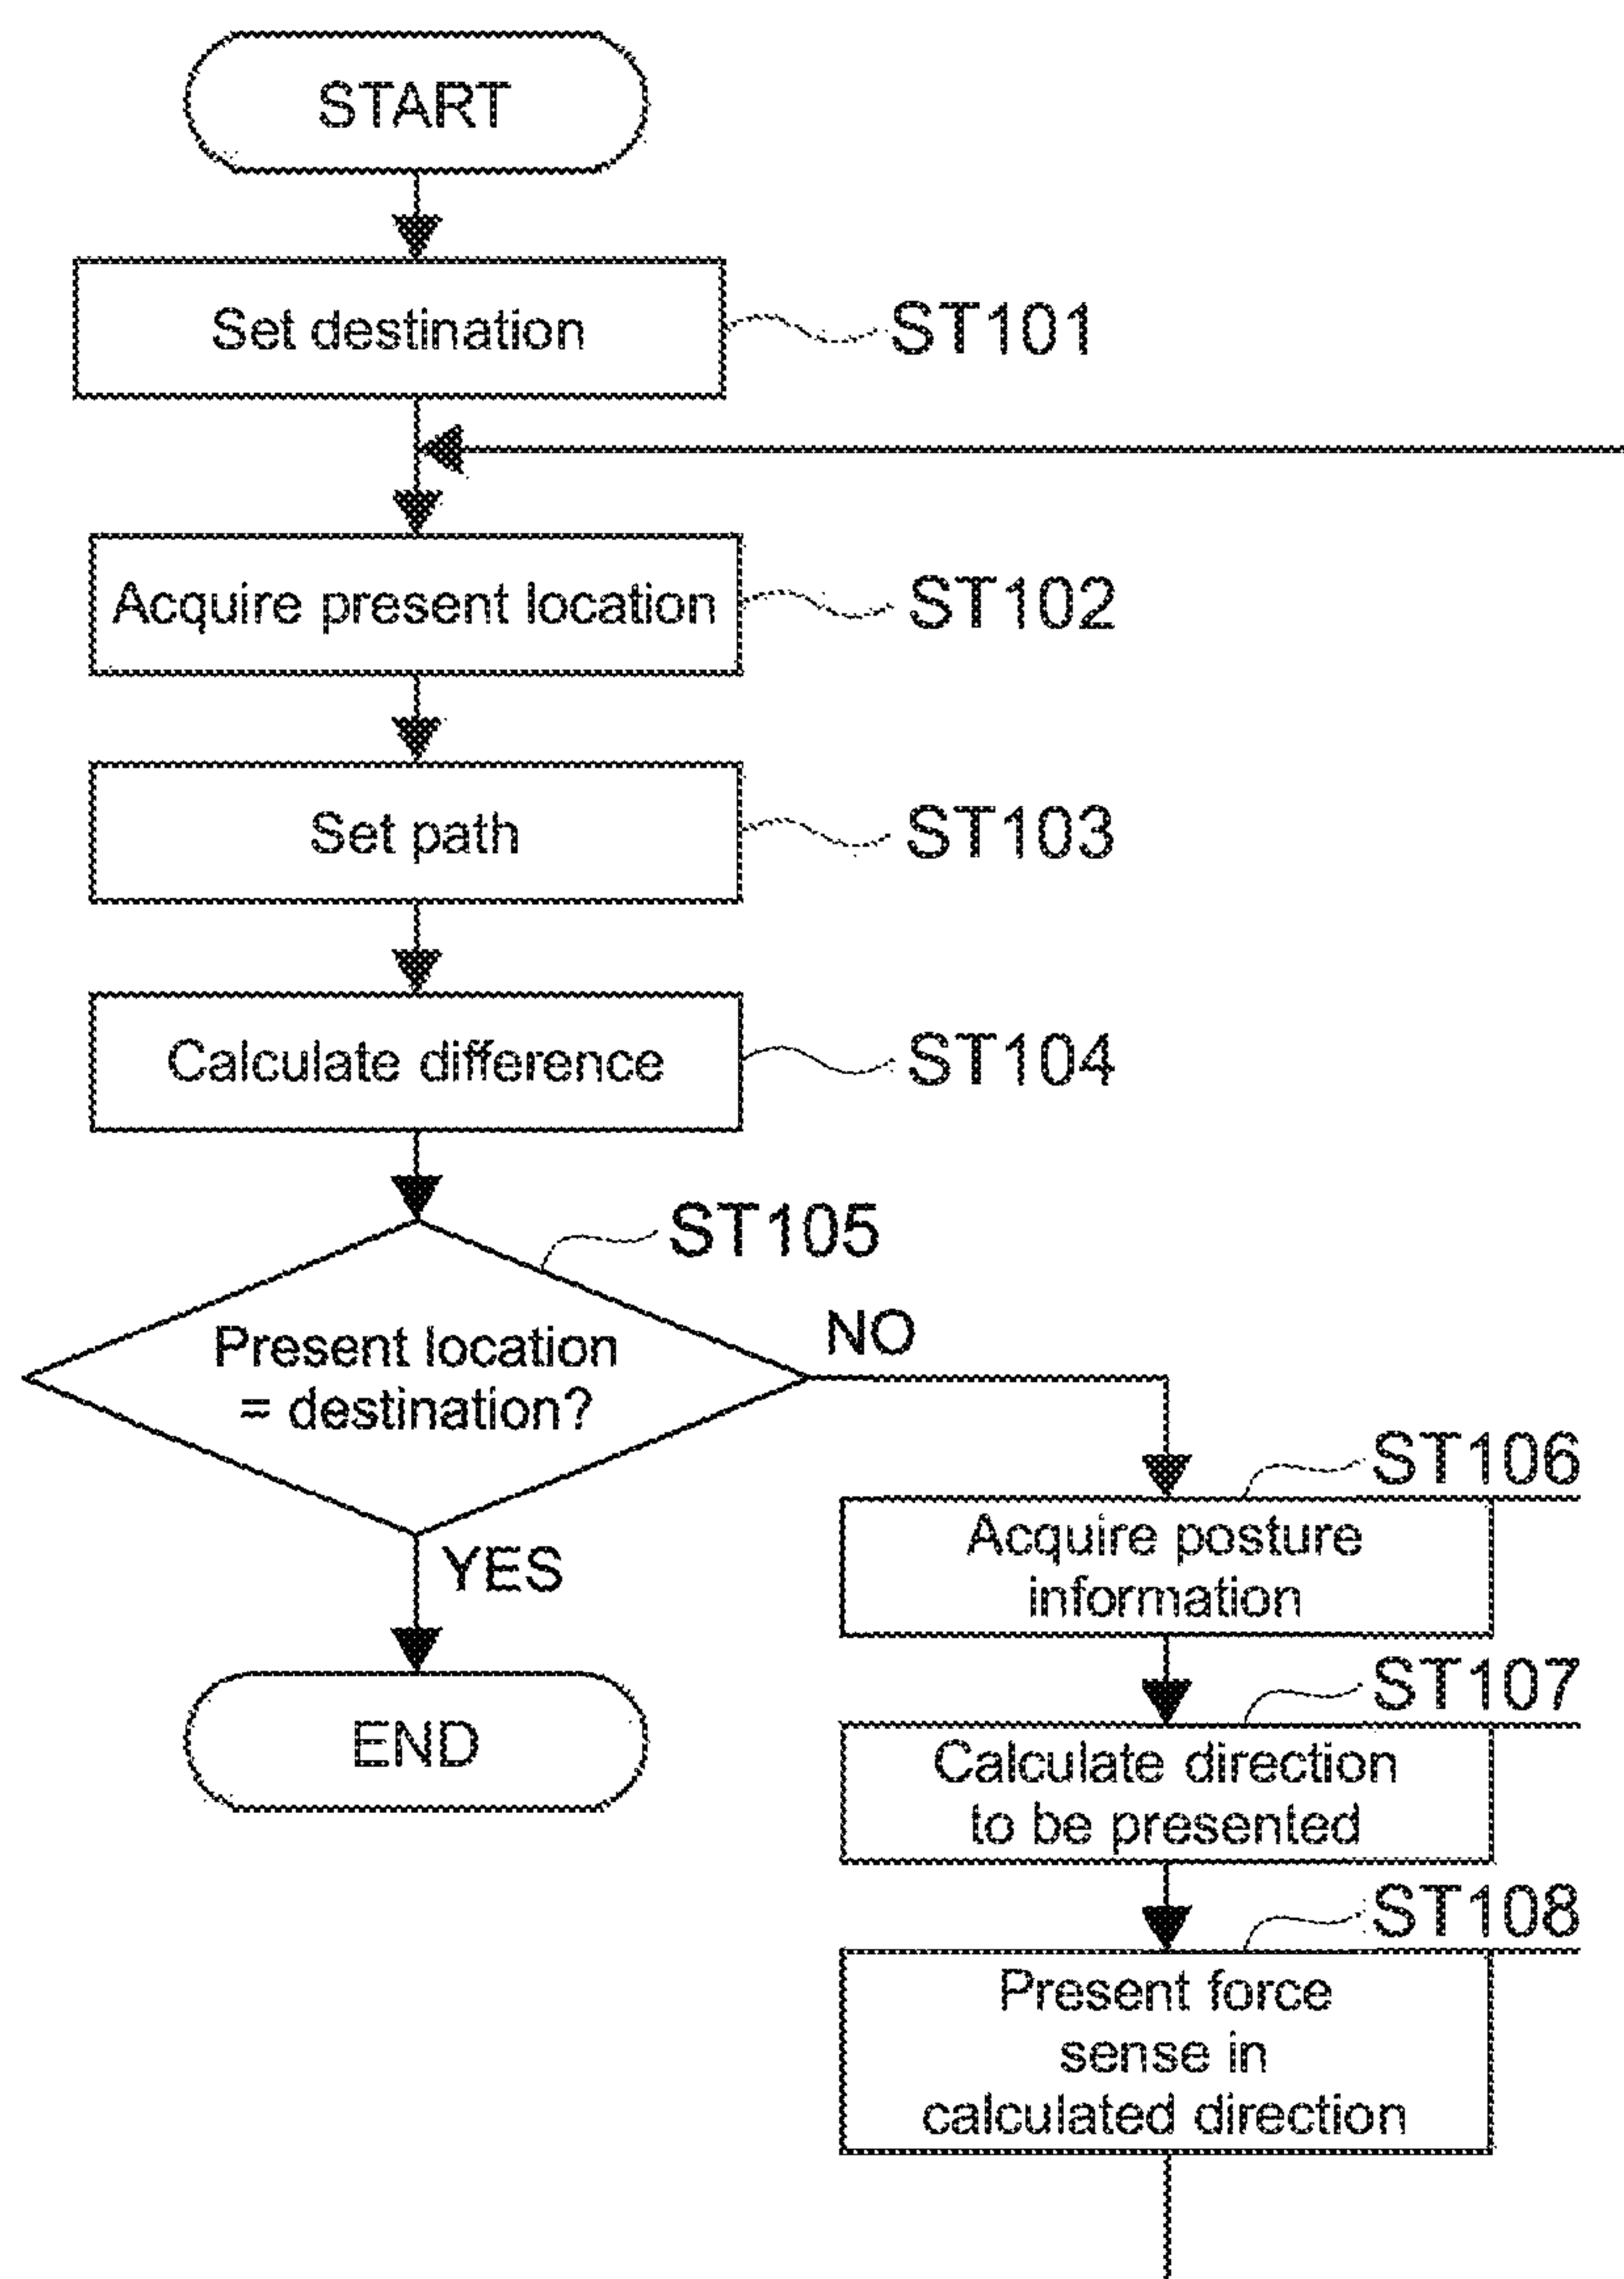 START
Set destination
ST101
Acquire present location
ST102
Set path
ST103
Calculate difference
ST104
ST105
Present location
= destination?
NO
YES
END
ST106
Acquire posture
information
ST107
Calculate direction
to be presented
ST108
Present force
sense in
calculated direction